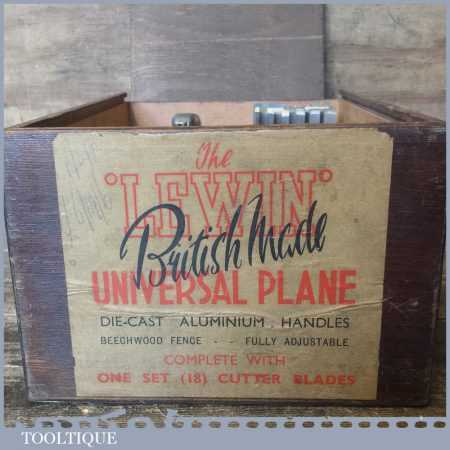 The
"LEWIN"
British Made
UNIVERSAL PLANE
DIE-CAST ALUMINIUM HANDLES
BEECHWOOD FENCE - - FULLY ADJUSTABLE
COMPLETE WITH
ONE SET (18) CUTTER BLADES
TOOLTIQUE